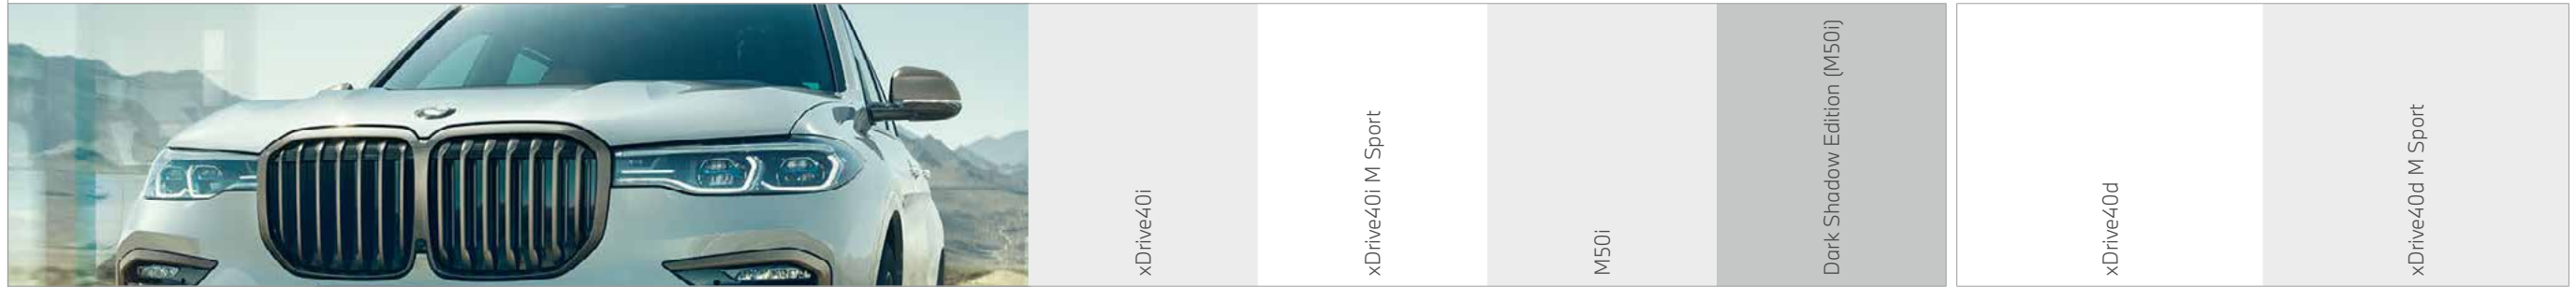 xDrive40i
xDrive40i M Sport
M50i
Dark Shadow Edition (M50i)
xDrive40d
xDrive40d M Sport